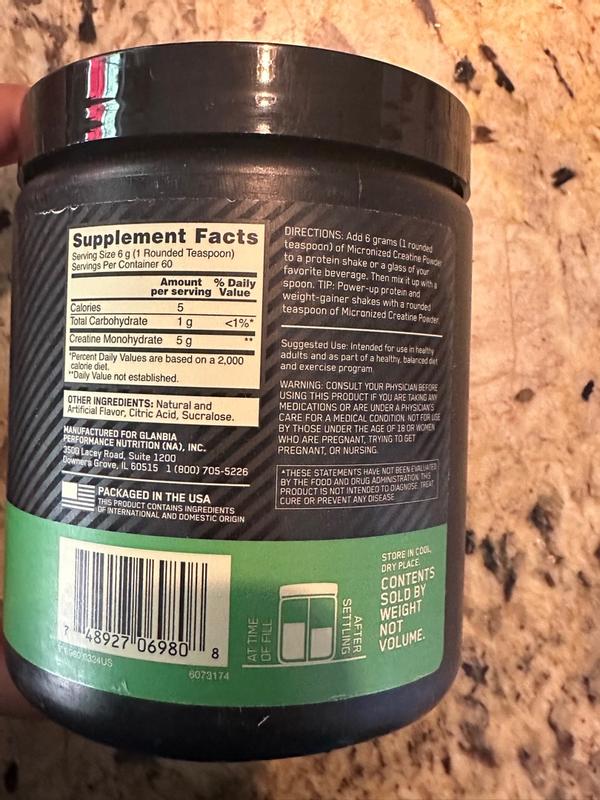 Supplement Facts
Serving Size 6 g (1 Rounded Teaspoon)
Servings Per Container 60
Amount per serving % Daily Value
Calories 5
Total Carbohydrate 1 g <1%*
Creatine Monohydrate 5 g **
*Percent Daily Values are based on a 2,000
calorie diet.
**Daily Value not established.
OTHER INGREDIENTS: Natural and
Artificial Flavor, Citric Acid, Sucralose.
MANUFACTURED FOR GLANBIA
PERFORMANCE NUTRITION (NA), INC.
3500 Lacey Road, Suite 1200
Downers Grove, IL 60515 1 (800) 705-5226
PACKAGED IN THE USA
THIS PRODUCT CONTAINS INGREDIENTS
OF INTERNATIONAL AND DOMESTIC ORIGIN
DIRECTIONS: Add 6 grams (1 rounded
teaspoon) of Micronized Creatine Powder
to a protein shake or a glass of your
favorite beverage. Then mix it up with a
spoon. TIP: Power-up protein and
weight-gainer shakes with a rounded
teaspoon of Micronized Creatine Powder.
Suggested Use: Intended for use in healthy
adults and as part of a healthy, balanced diet
and exercise program.
WARNING: CONSULT YOUR PHYSICIAN BEFORE
USING THIS PRODUCT IF YOU ARE TAKING ANY
MEDICATIONS OR ARE UNDER A PHYSICIAN'S
CARE FOR A MEDICAL CONDITION. NOT FOR USE
BY THOSE UNDER THE AGE OF 18 OR WOMEN
WHO ARE PREGNANT, TRYING TO GET
PREGNANT, OR NURSING.
*THESE STATEMENTS HAVE NOT BEEN EVALUATED
BY THE FOOD AND DRUG ADMINISTRATION. THIS
PRODUCT IS NOT INTENDED TO DIAGNOSE, TREAT,
CURE OR PREVENT ANY DISEASE
7 48927 06980 8
6073174
AT TIME
OF FILL
AFTER
SETTLING
STORE IN COOL,
DRY PLACE.
CONTENTS
SOLD BY
WEIGHT
NOT
VOLUME.